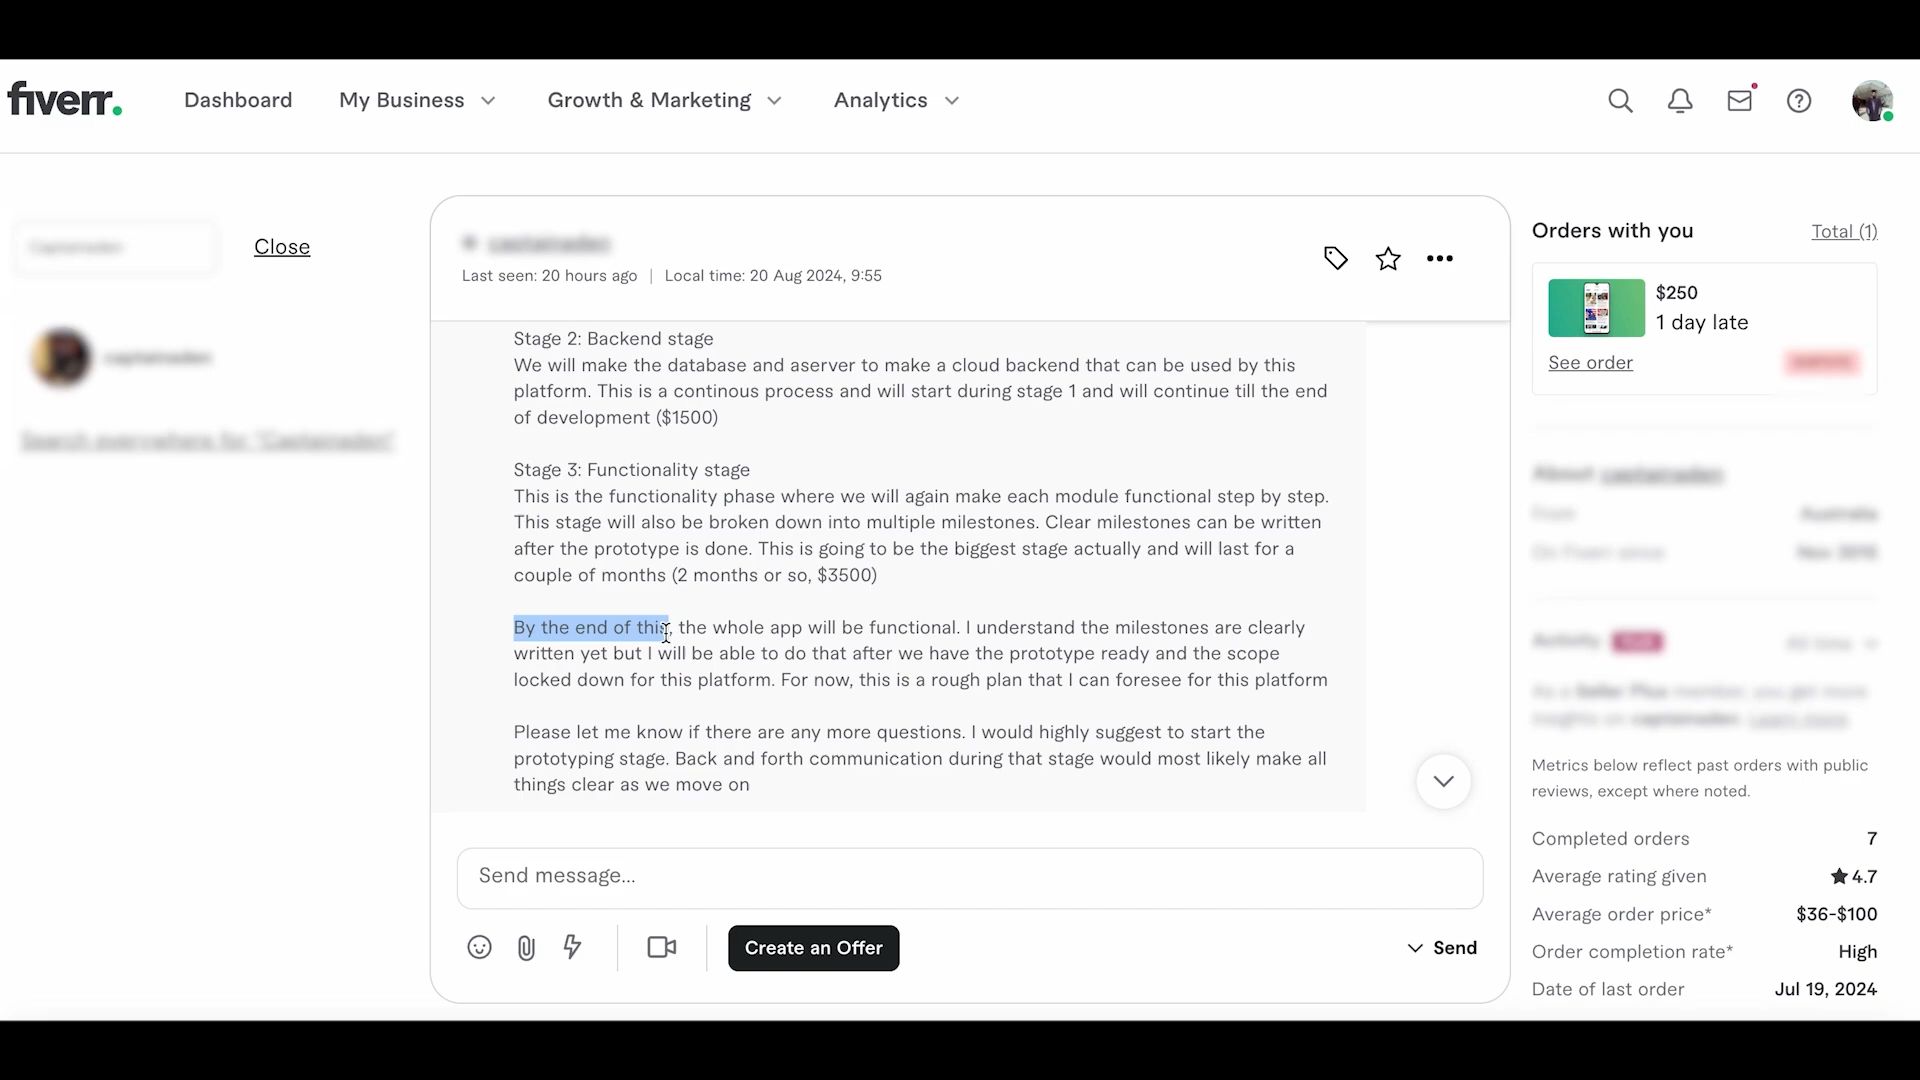 fiverr.
Dashboard
My Business
Growth & Marketing
Analytics
Close
Last seen: 20 hours ago | Local time: 20 Aug 2024, 9:55
Stage 2: Backend stage
We will make the database and aserver to make a cloud backend that can be used by this
platform. This is a continous process and will start during stage 1 and will continue till the end
of development ($1500)
Stage 3: Functionality stage
This is the functionality phase where we will again make each module functional step by step.
This stage will also be broken down into multiple milestones. Clear milestones can be written
after the prototype is done. This is going to be the biggest stage actually and will last for a
couple of months (2 months or so, $3500)
By the end of this, the whole app will be functional. I understand the milestones are clearly
written yet but I will be able to do that after we have the prototype ready and the scope
locked down for this platform. For now, this is a rough plan that I can foresee for this platform
Please let me know if there are any more questions. I would highly suggest to start the
prototyping stage. Back and forth communication during that stage would most likely make all
things clear as we move on
Send message...
Create an Offer
Send
Orders with you
Total (1)
$250
1 day late
See order
Metrics below reflect past orders with public
reviews, except where noted.
Completed orders 7
Average rating given 4.7
Average order price* $36-$100
Order completion rate* High
Date of last order Jul 19, 2024